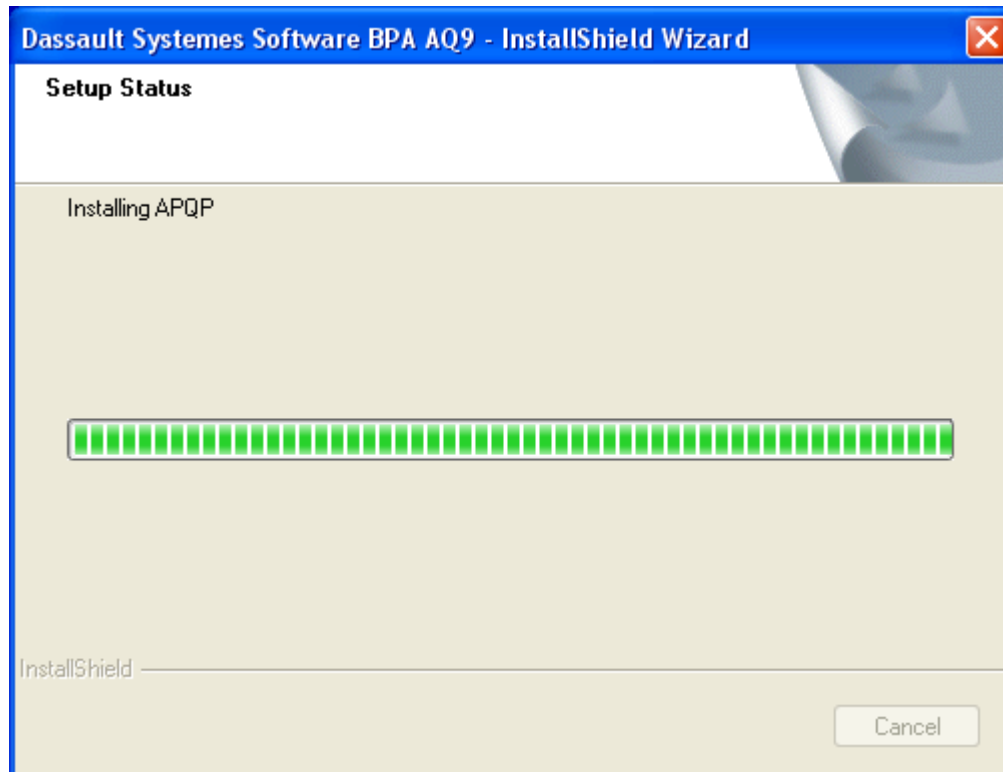 Dassault Systemes Software BPA AQ9 - InstallShield Wizard
Setup Status
Installing APQP
InstallShield
Cancel